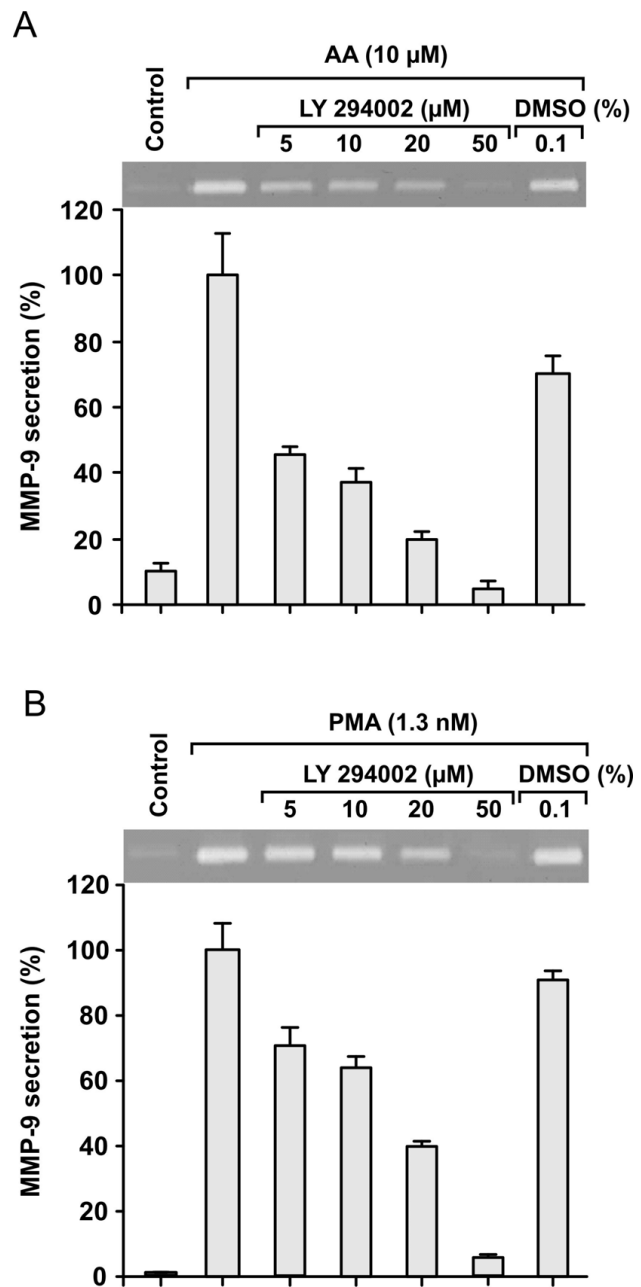 A
AA (10 µM)
Control
LY 294002 (µM)
DMSO (%)
5 10 20 50 0.1
MMP-9 secretion (%)
120
100
80
60
40
20
0
B
PMA (1.3 nM)
Control
LY 294002 (µM)
DMSO (%)
5 10 20 50 0.1
MMP-9 secretion (%)
120
100
80
60
40
20
0